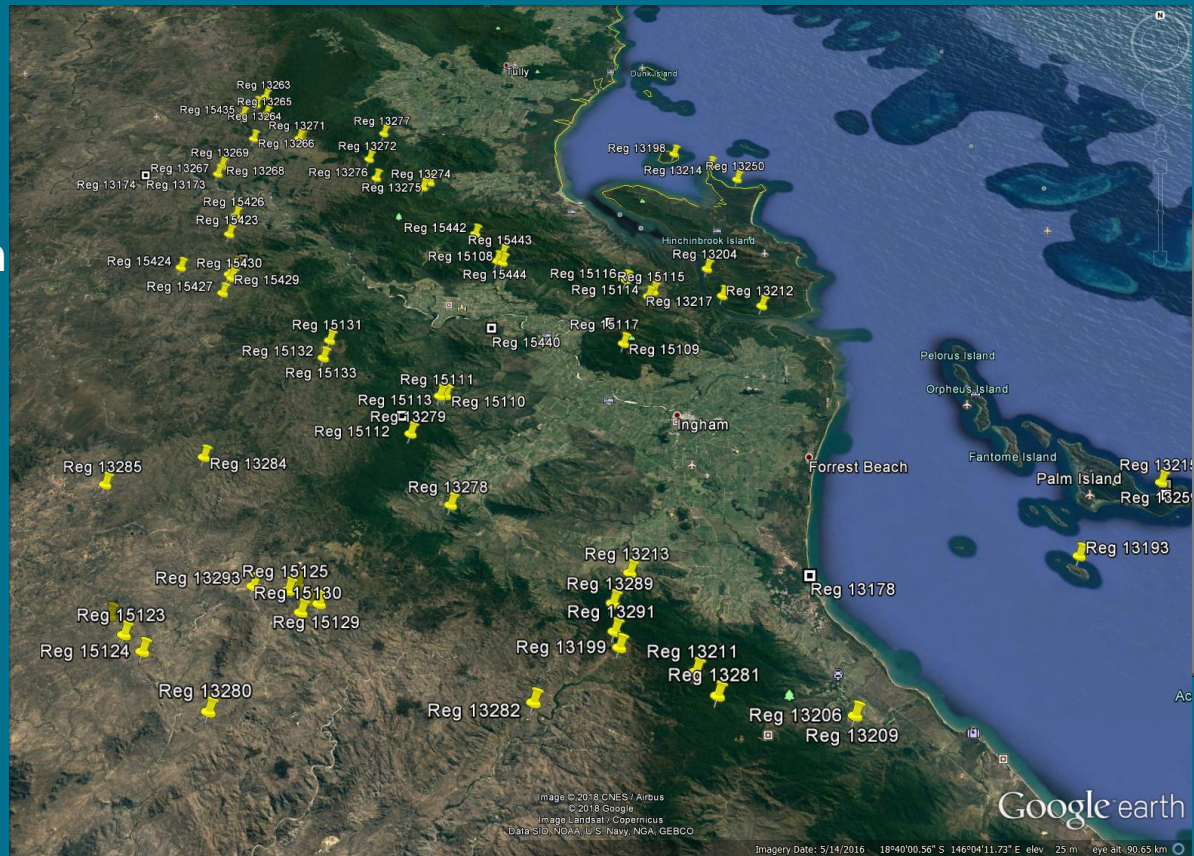 N
Tully
Dunk Island
Reg 13263
Reg 13265
Reg 15435
Reg 13264
Reg 13271
Reg 13277
Reg 13266
Reg 13272
Reg 13198
Reg 13269
Reg 13214
Reg 13250
Reg 13267
Reg 13268
Reg 13276
Reg 13274
Reg 13174
Reg 13173
Reg 13275
Reg 15426
Reg 15423
Reg 15442
Reg 15443
Hinchinbrook Island
Reg 15108
Reg 13204
Reg 15424
Reg 15430
Reg 15444
Reg 15116
Reg 15115
Reg 15429
Reg 15427
Reg 15114
Reg 13212
Reg 13217
Reg 15131
Reg 15117
Reg 15440
Reg 15132
Reg 15109
Reg 15133
Pelorus Island
Reg 15111
Orpheus Island
Reg 15113
Reg 15110
Reg 13279
Reg 15112
Ingham
Fantome Island
Reg 13285
Reg 13284
Forrest Beach
Reg 13215
Palm Island
Reg 13278
Reg 13259
Reg 13213
Reg 13193
Reg 13293
Reg 15125
Reg 13289
Reg 15130
Reg 13178
Reg 15123
Reg 13291
Reg 15129
Reg 15124
Reg 13199
Reg 13211
Reg 13281
Reg 13280
Ac
Reg 13282
Reg 13206
Reg 13209
Image © 2018 CNES / Airbus
© 2018 Google
Image Landsat / Copernicus
Data SIO, NOAA, U.S. Navy, NGA, GEBCO
Google earth
Imagery Date: 5/14/2016 18°40'00.56" S 146°04'11.73" E elev 25 m eye alt 90.65 km